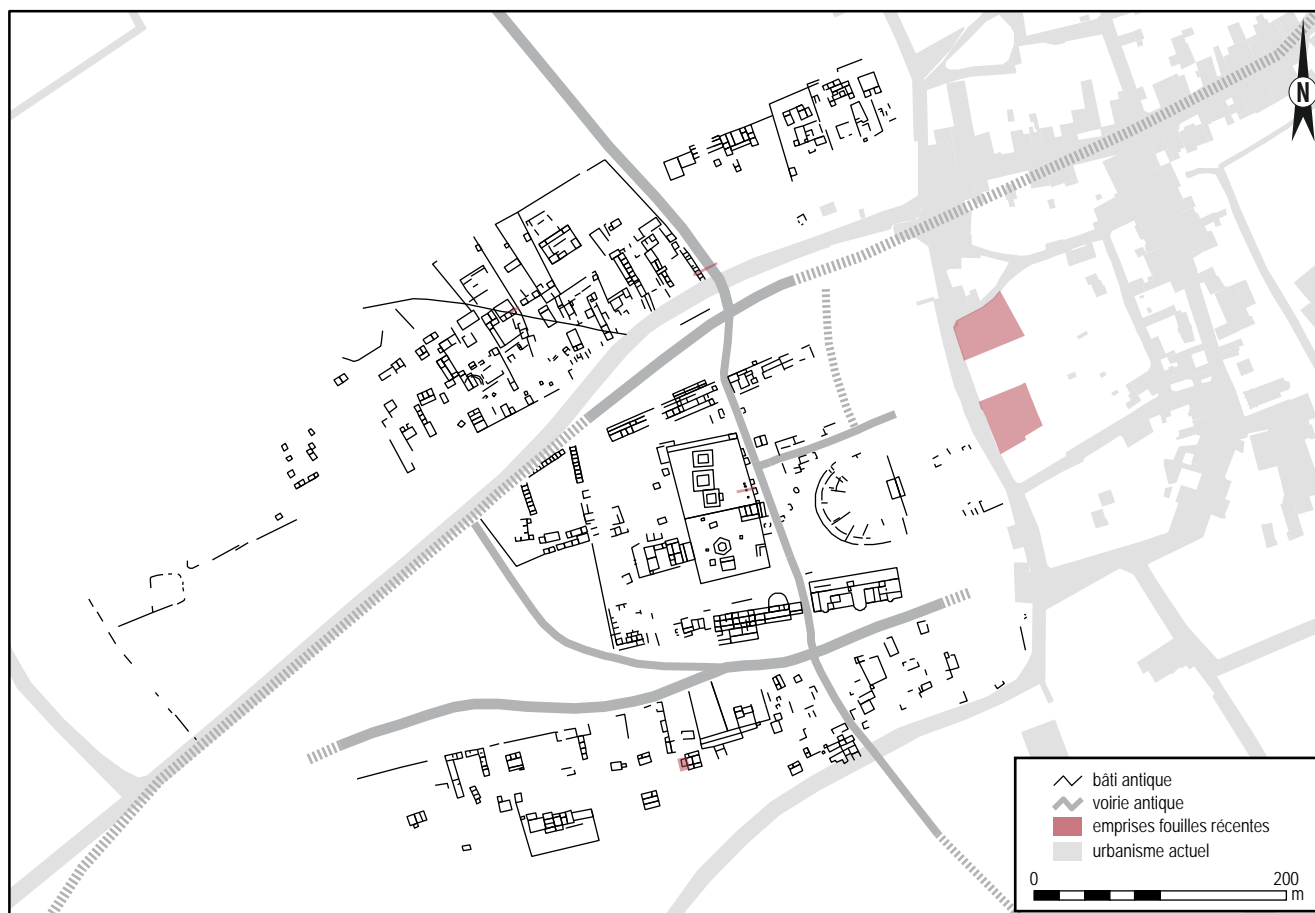 N
bâti antique
voirie antique
emprises fouilles récentes
urbanisme actuel
0 200
m